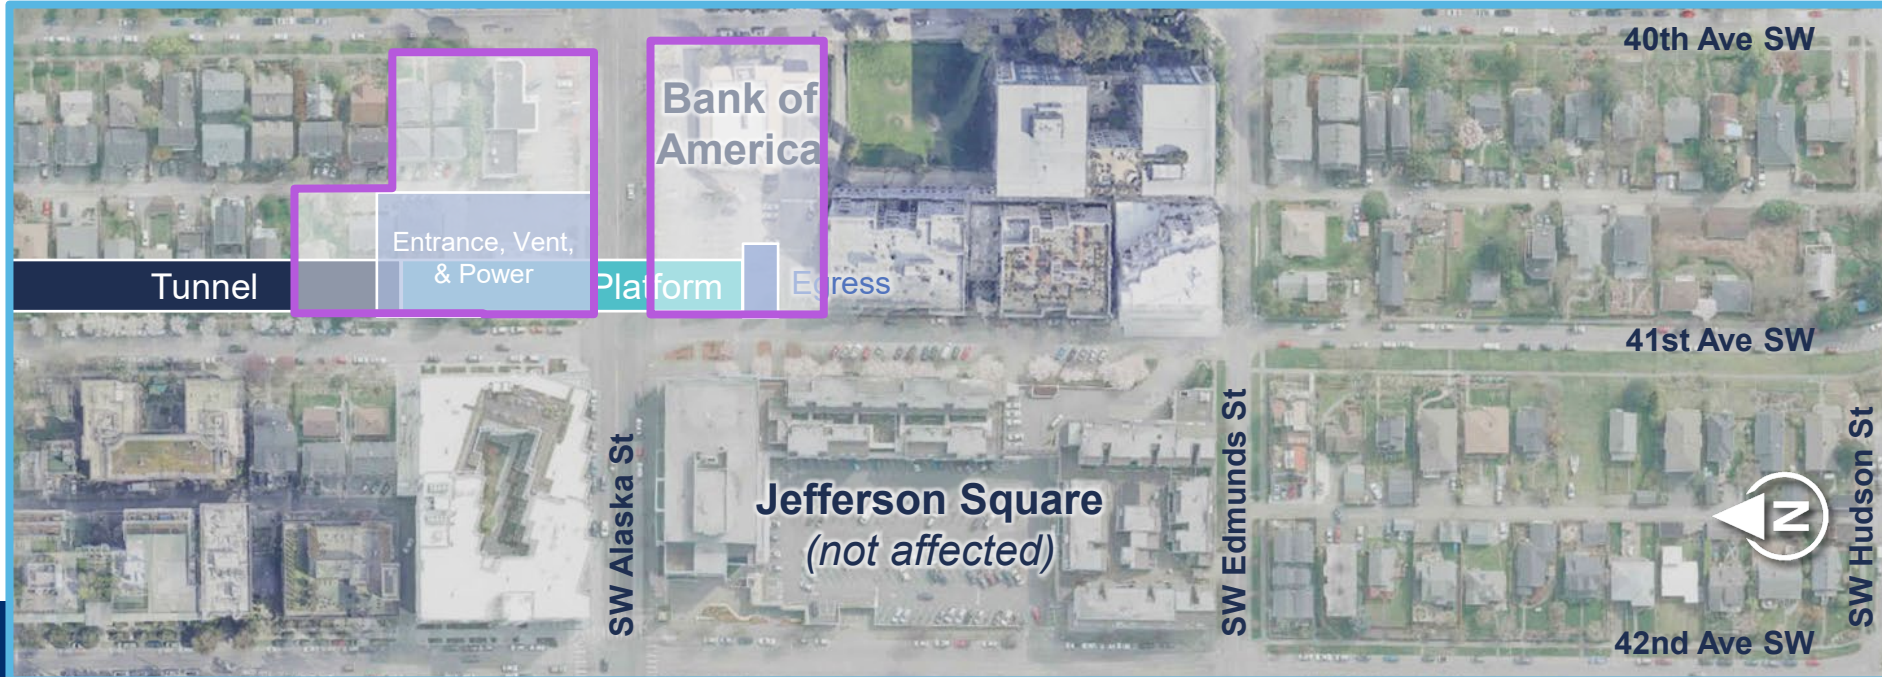 40th Ave SW
Bank of
America
Entrance, Vent,
& Power
Tunnel
Platform
Egress
41st Ave SW
SW Alaska St
Jefferson Square
(not affected)
SW Edmunds St
N
SW Hudson St
42nd Ave SW